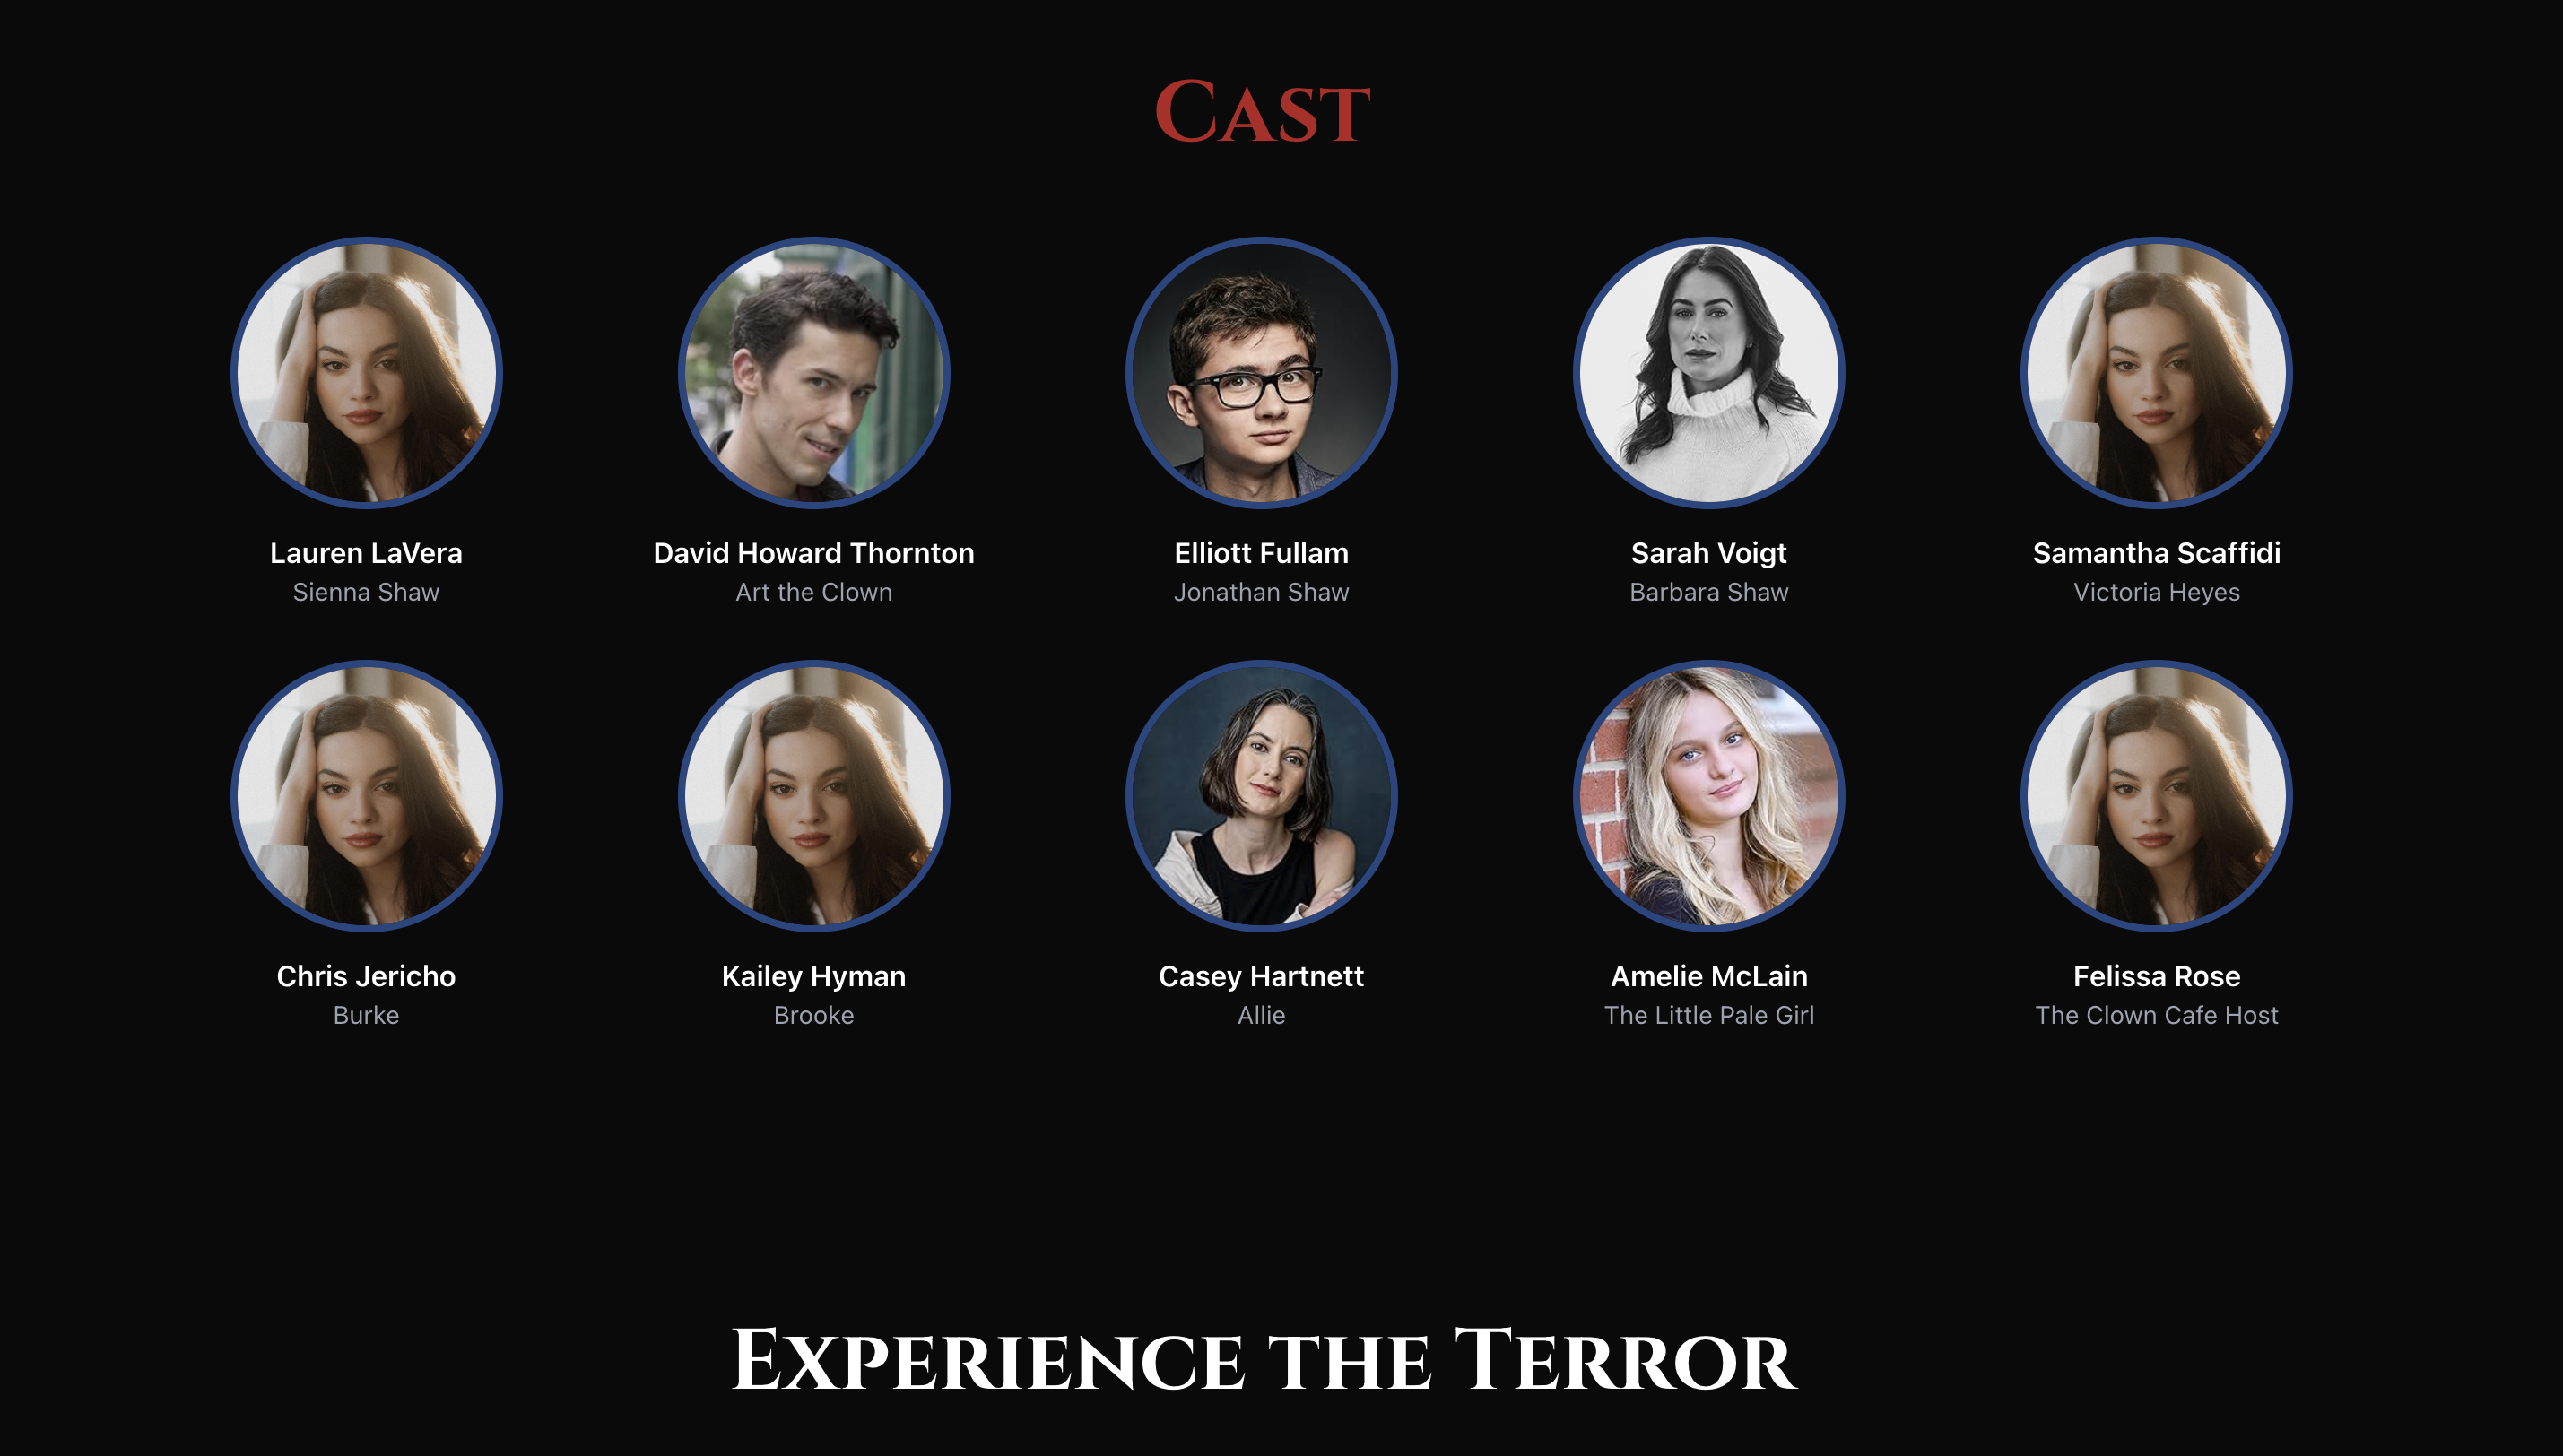 Cast
Lauren LaVera
Sienna Shaw
David Howard Thornton
Art the Clown
Elliott Fullam
Jonathan Shaw
Sarah Voigt
Barbara Shaw
Samantha Scaffidi
Victoria Heyes
Chris Jericho
Burke
Kailey Hyman
Brooke
Casey Hartnett
Allie
Amelie McLain
The Little Pale Girl
Felissa Rose
The Clown Cafe Host
Experience the Terror